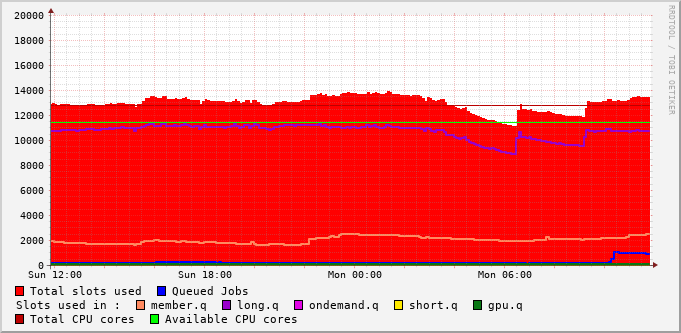 20000
18000
16000
14000
12000
10000
8000
6000
4000
2000
0
Sun 12:00 Sun 18:00 Mon 00:00 Mon 06:00
RRDTOOL / TOBI OETIKER
Total slots used Queued Jobs
Slots used in : member.q long.q ondemand.q short.q gpu.q
Total CPU cores Available CPU cores